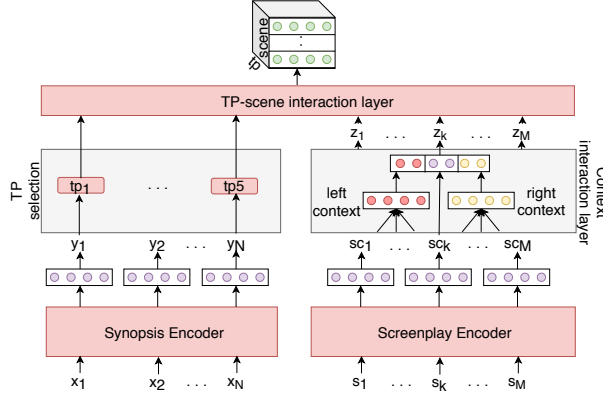 scene
tp
TP-scene interaction layer
z1 . . . zk . . . zM
TP
selection
tp1 . . . tp5
left
context
right
context
Context
interaction layer
y1 y2 . . . yN
sc1 . . . sck . . . scM
Synopsis Encoder
Screenplay Encoder
x1 x2 . . . xN
s1 . . . sk . . . sM